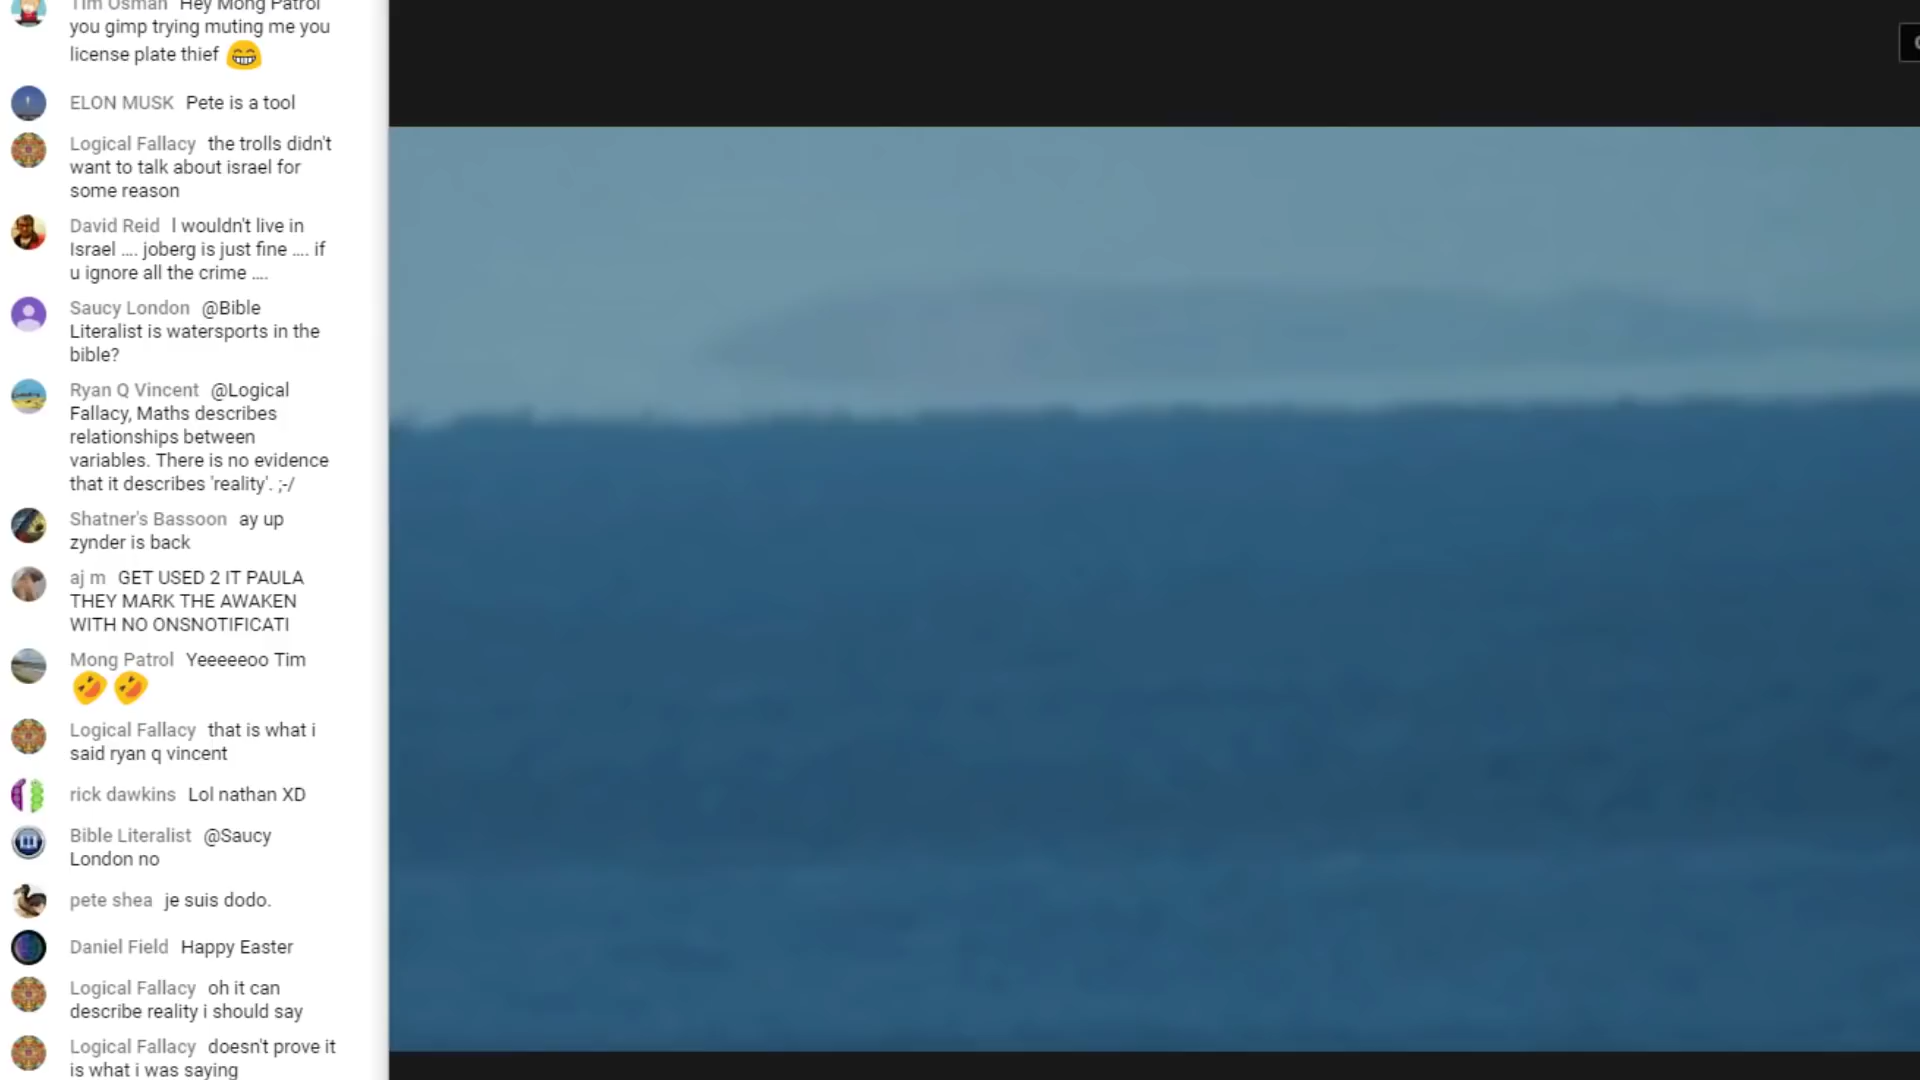 Tim Osman Hey Mong Patrol
you gimp trying muting me you
license plate thief
ELON MUSK Pete is a tool
Logical Fallacy the trolls didn't
want to talk about israel for
some reason
David Reid I wouldn't live in
Israel .... joberg is just fine .... if
u ignore all the crime ....
Saucy London @Bible
Literalist is watersports in the
bible?
Ryan Q Vincent @Logical
Fallacy, Maths describes
relationships between
variables. There is no evidence
that it describes 'reality'. ;-/
Shatner's Bassoon ay up
zynder is back
aj m GET USED 2 IT PAULA
THEY MARK THE AWAKEN
WITH NO ONSNOTIFICATI
Mong Patrol Yeeeeeoo Tim
Logical Fallacy that is what i
said ryan q vincent
rick dawkins Lol nathan XD
Bible Literalist @Saucy
London no
pete shea je suis dodo.
Daniel Field Happy Easter
Logical Fallacy oh it can
describe reality i should say
Logical Fallacy doesn't prove it
is what i was saying